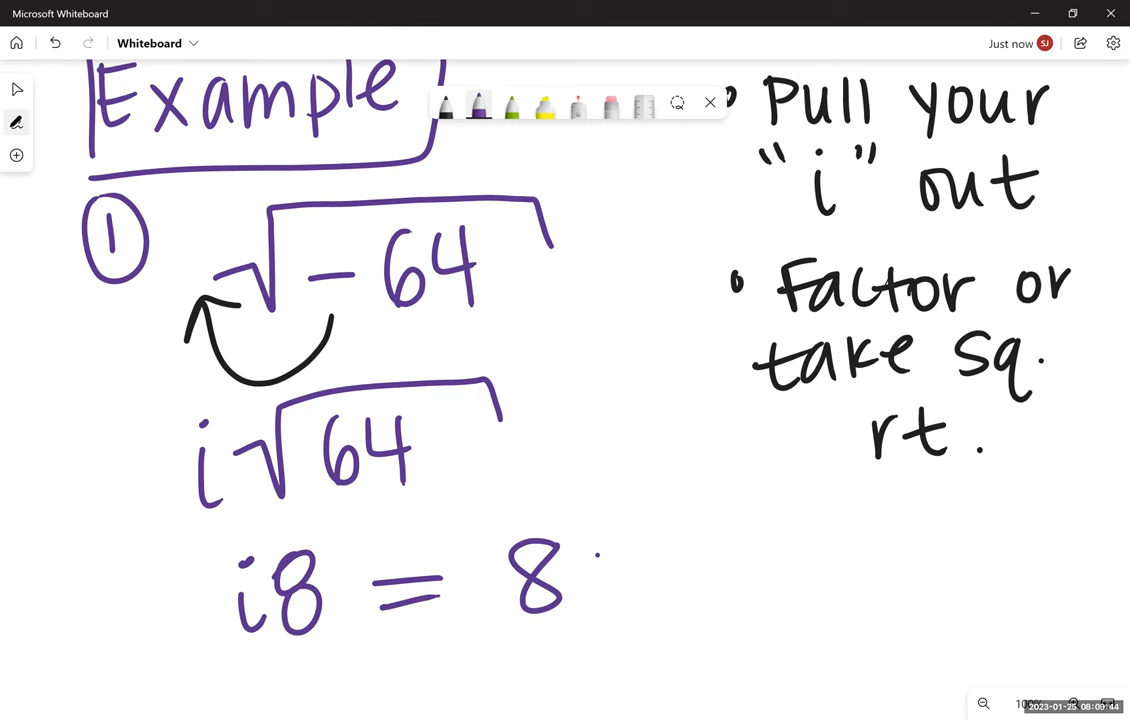 Microsoft Whiteboard
Whiteboard
Just now SJ
Example
① √-64
i√64
i8 = 8
• Pull your
"i" out
• Factor or
take sq.
rt.
2023-01-25 08:09:44